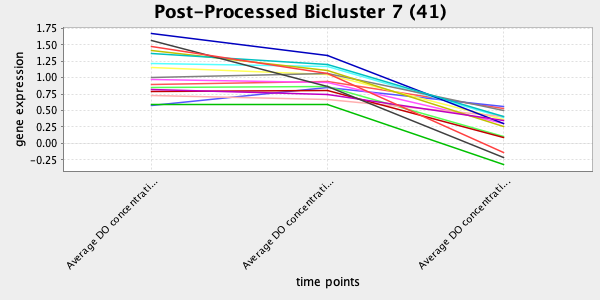 Post-Processed Bicluster 7 (41)
gene expression
1.75
1.50
1.25
1.00
0.75
0.50
0.25
0.00
-0.25
Average DO concentrati...
Average DO concentrati...
Average DO concentrati...
time points